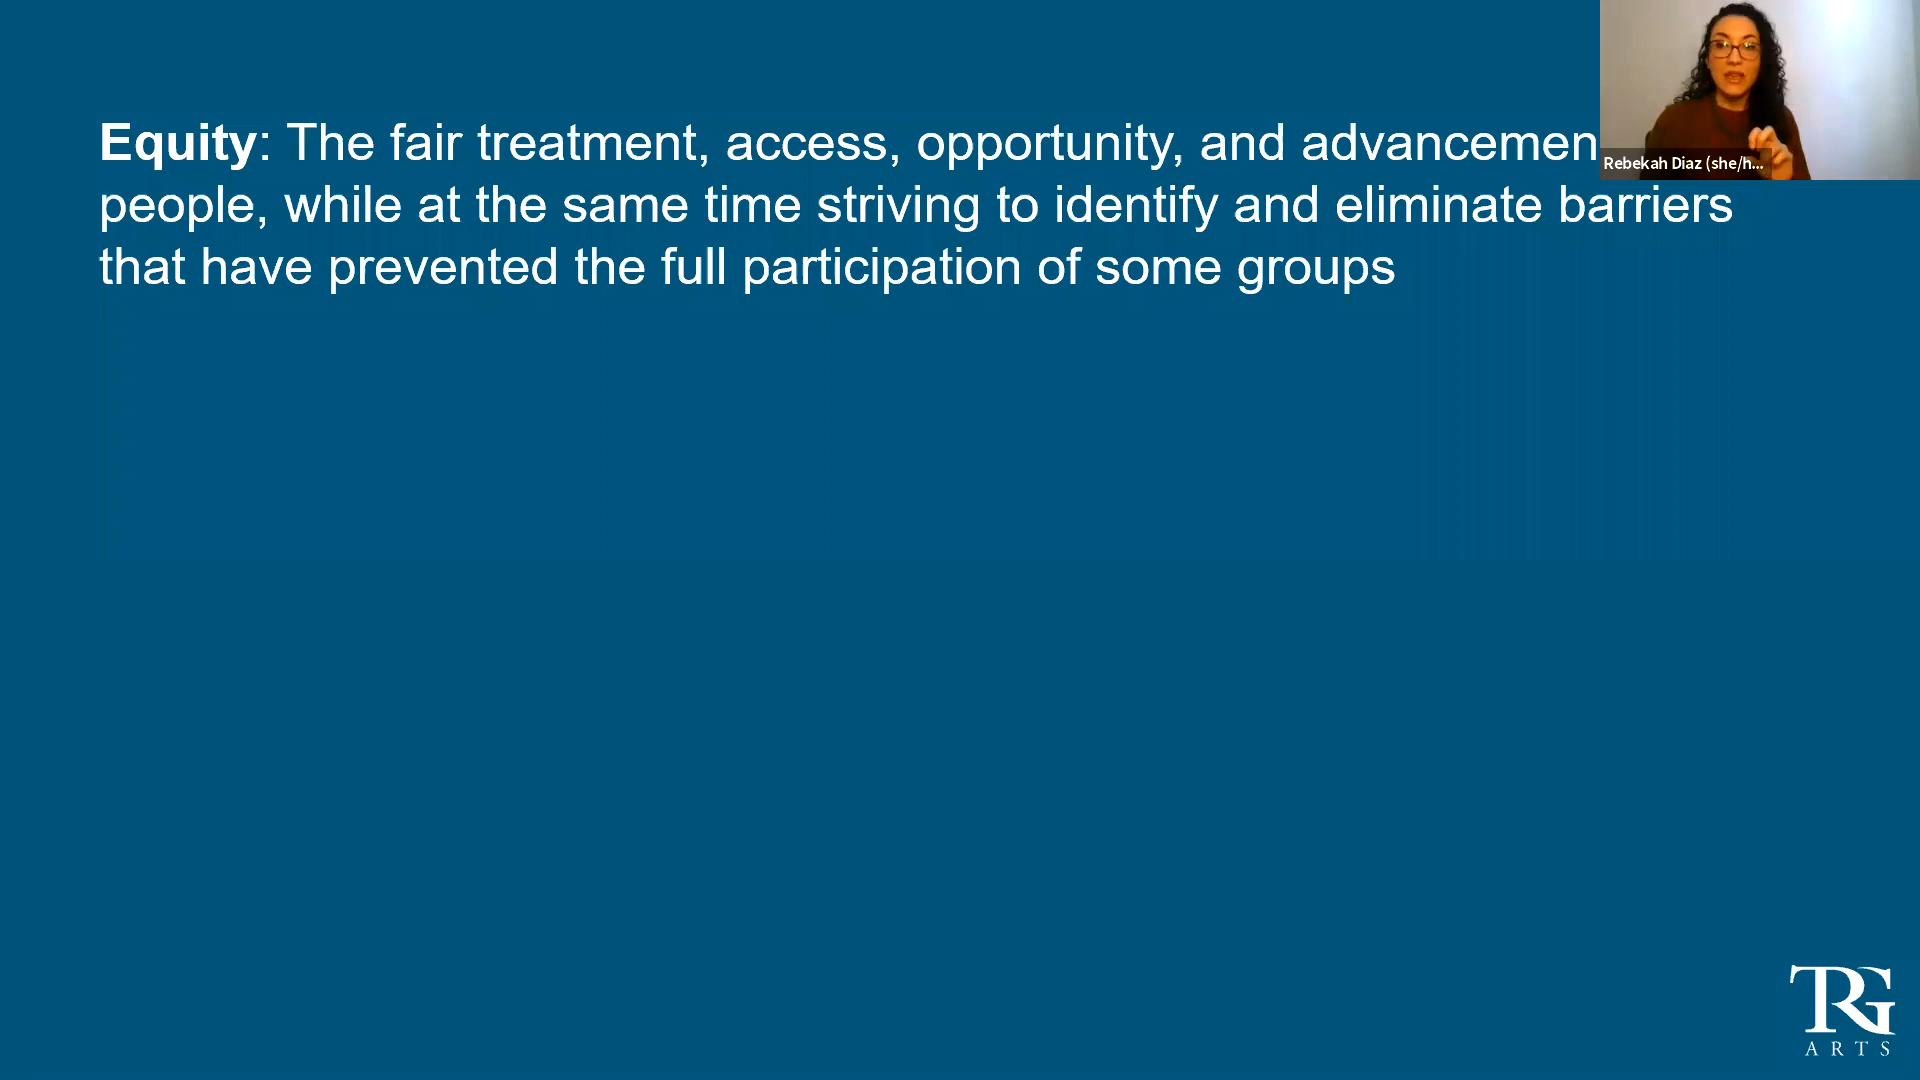 Equity: The fair treatment, access, opportunity, and advancemen
people, while at the same time striving to identify and eliminate barriers
that have prevented the full participation of some groups
Rebekah Diaz (she/h...
TRG
ARTS